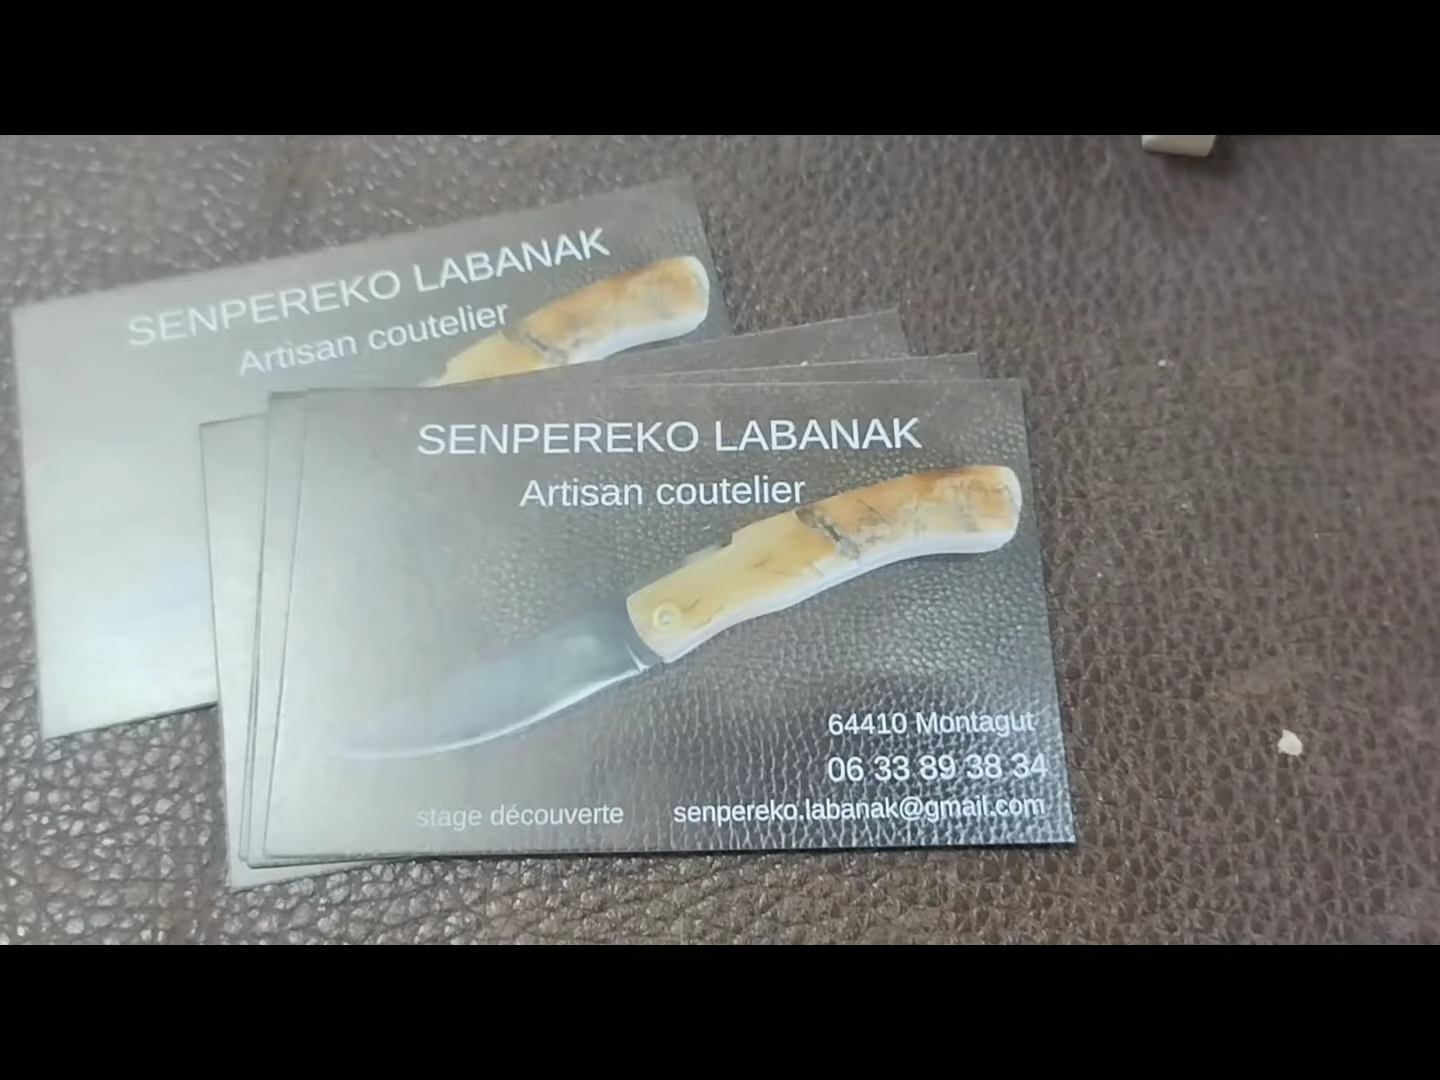 SENPEREKO LABANAK
Artisan coutelier
SENPEREKO LABANAK
Artisan coutelier
64410 Montagut
06 33 89 38 34
stage découverte
senpereko.labanak@gmail.com